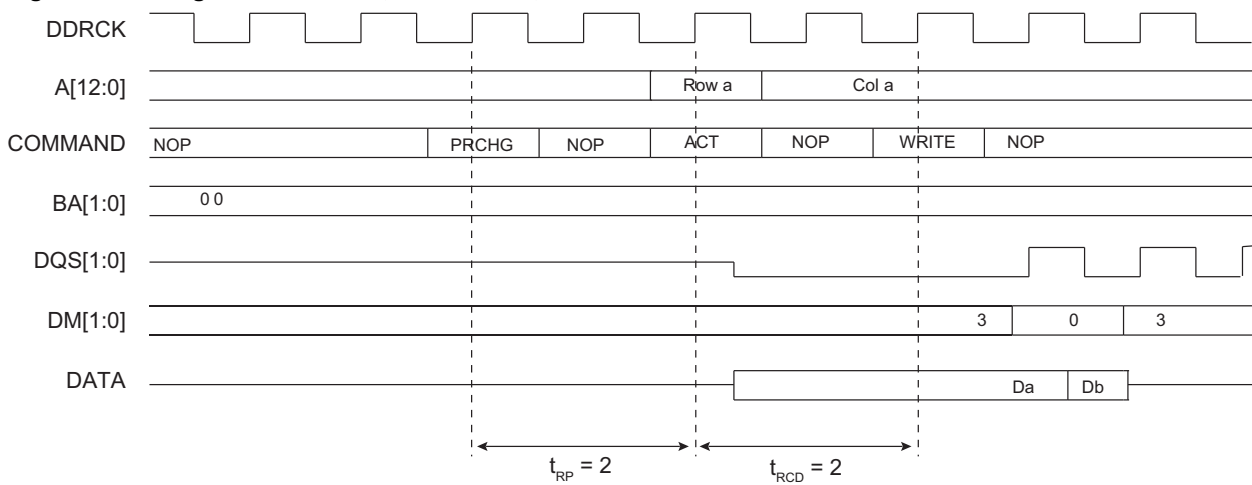 DDRCK
A[12:0] Row a Col a
COMMAND NOP PRCHG NOP ACT NOP WRITE NOP
BA[1:0] 0 0
DQS[1:0]
DM[1:0] 3 0 3
DATA Da Db
tRP = 2 tRCD = 2